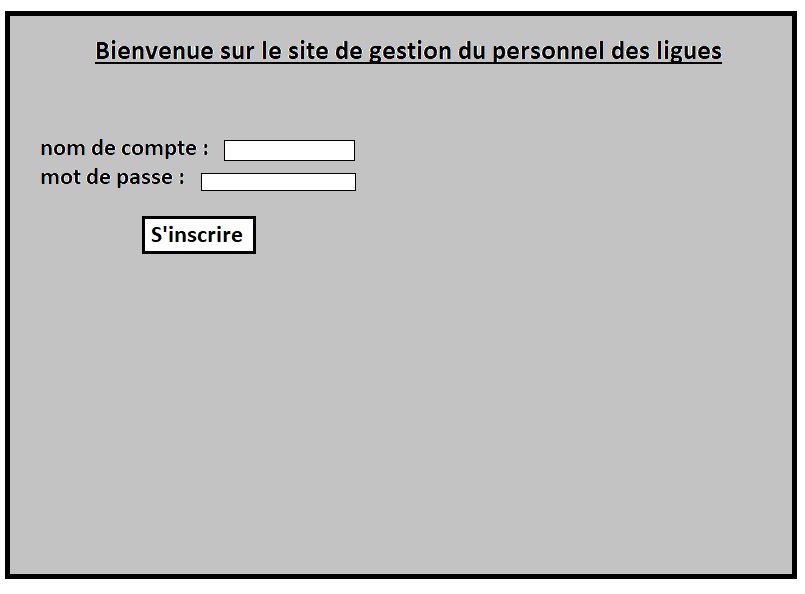 Bienvenue sur le site de gestion du personnel des ligues
nom de compte :
mot de passe :
S'inscrire